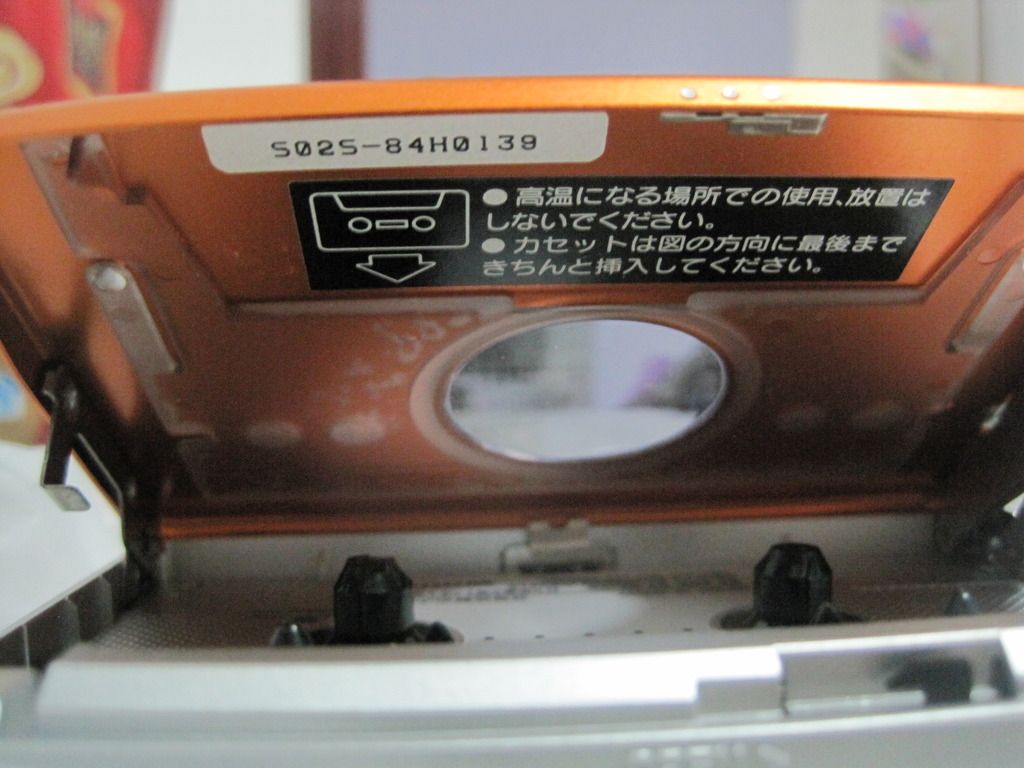 S02S-84H0139
● 高温になる場所での使用、放置は
しないでください。
● カセットは図の方向に最後まで
きちんと挿入してください。